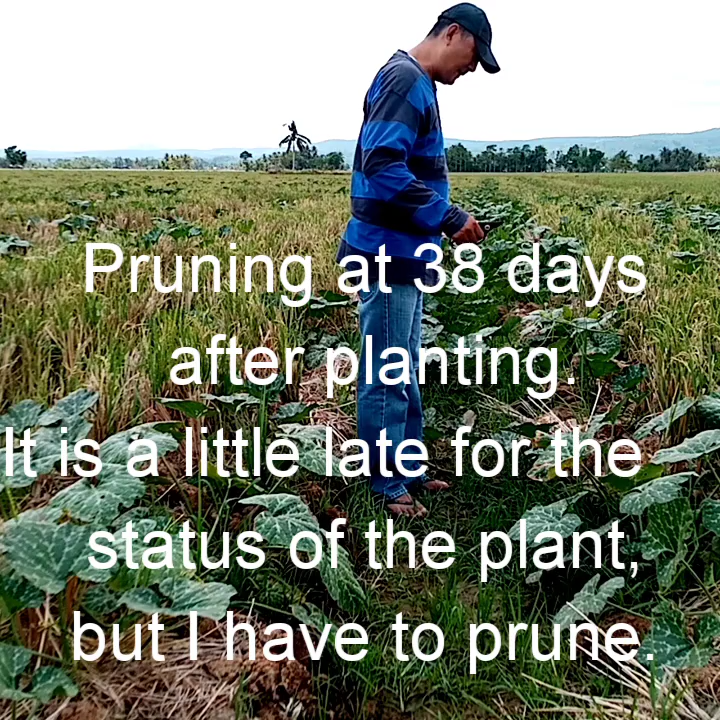 Pruning at 38 days
after planting.
It is a little late for the
status of the plant,
but I have to prune.